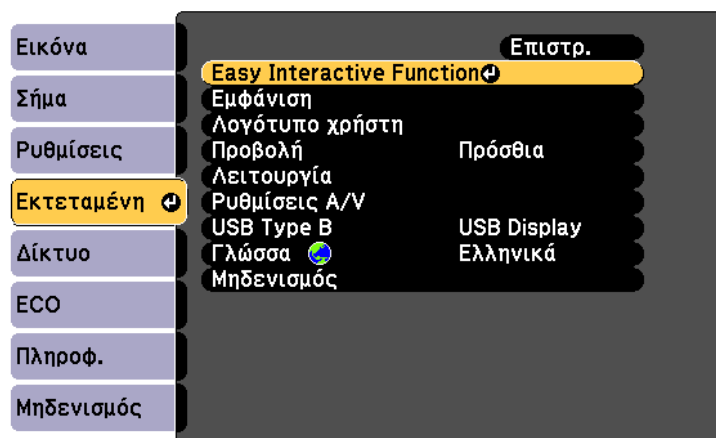 Εικόνα
Σήμα
Ρυθμίσεις
Εκτεταμένη
Δίκτυο
ECO
Πληροφ.
Μηδενισμός
Επιστρ.
Easy Interactive Function
Εμφάνιση
Λογότυπο χρήστη
Προβολή Πρόσθια
Λειτουργία
Ρυθμίσεις A/V
USB Type B USB Display
Γλώσσα Ελληνικά
Μηδενισμός